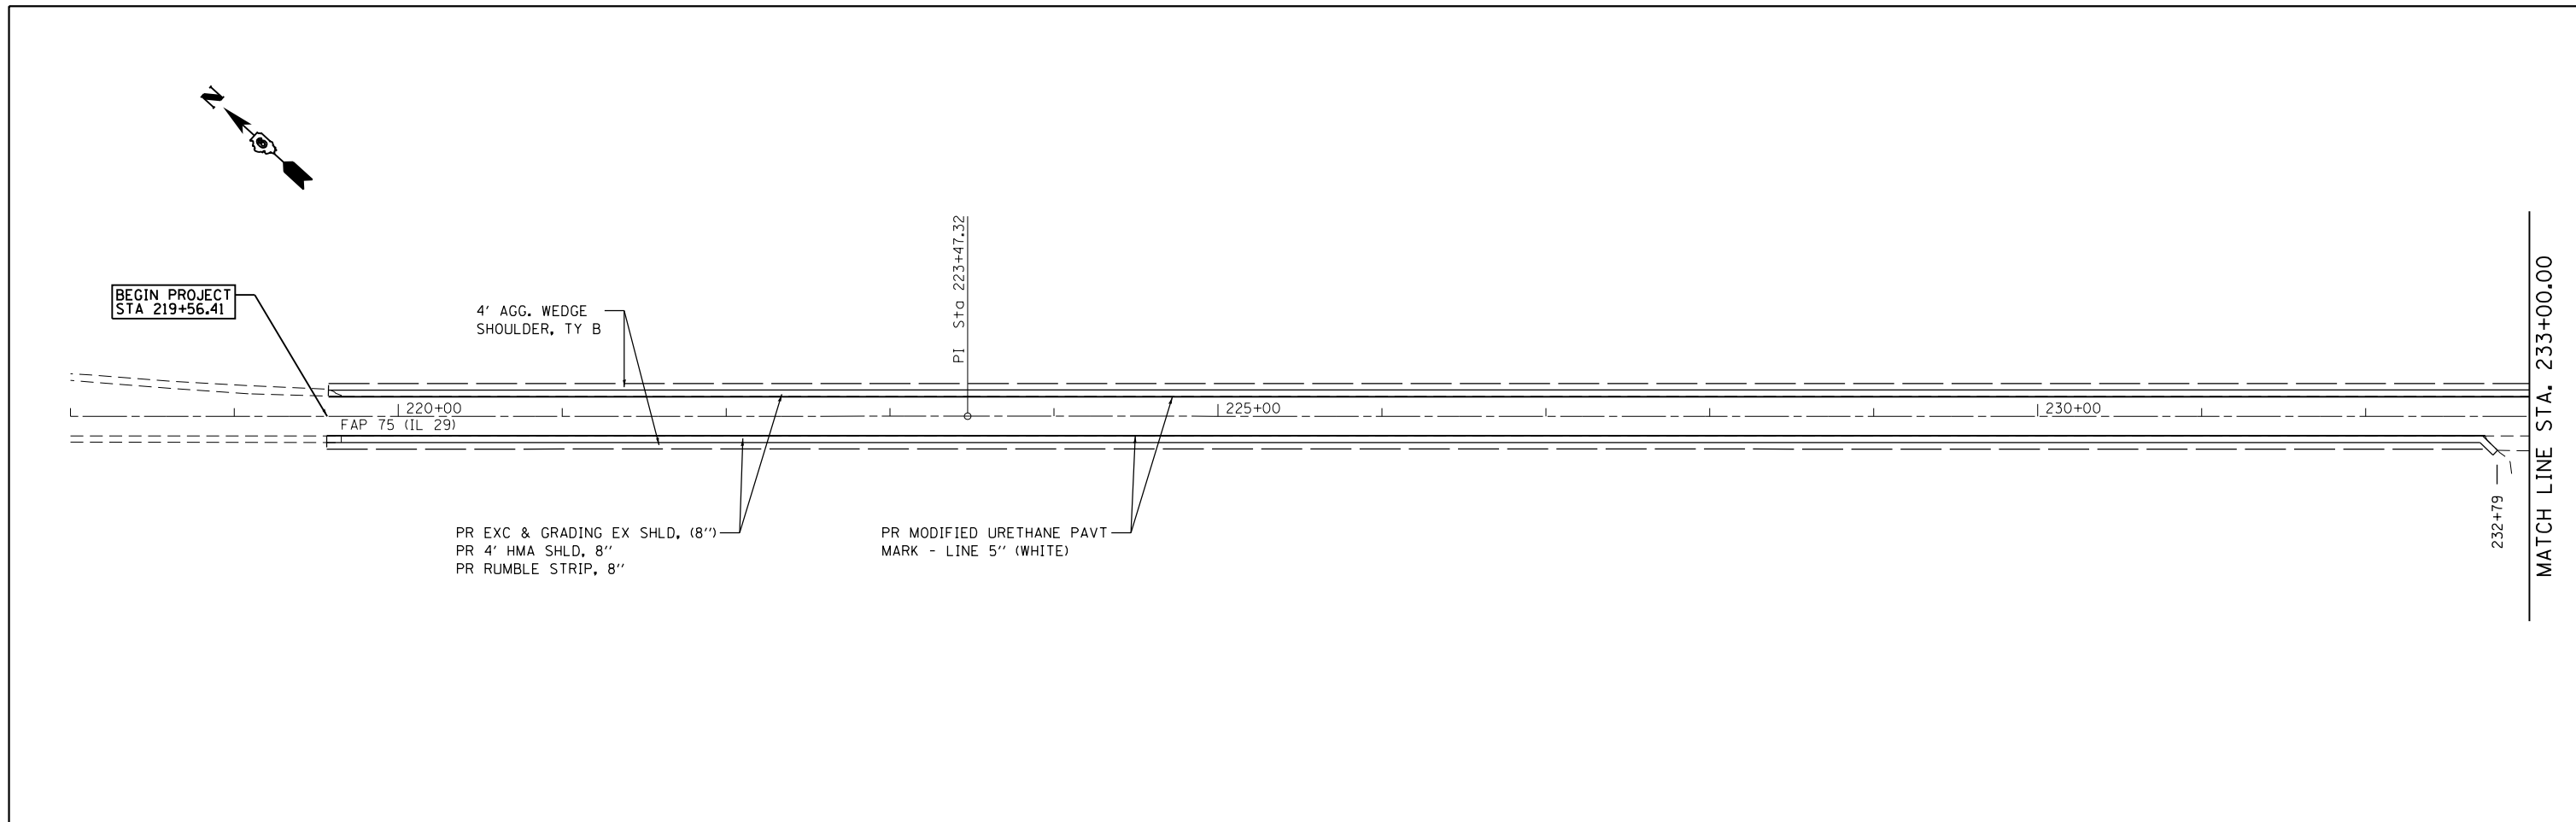 N
BEGIN PROJECT
STA 219+56.41
4' AGG. WEDGE
SHOULDER, TY B
PI Sta 223+47.32
220+00
225+00
230+00
FAP 75 (IL 29)
PR EXC & GRADING EX SHLD, (8'')
PR 4' HMA SHLD, 8''
PR RUMBLE STRIP, 8''
PR MODIFIED URETHANE PAVT
MARK - LINE 5'' (WHITE)
232+79
MATCH LINE STA. 233+00.00